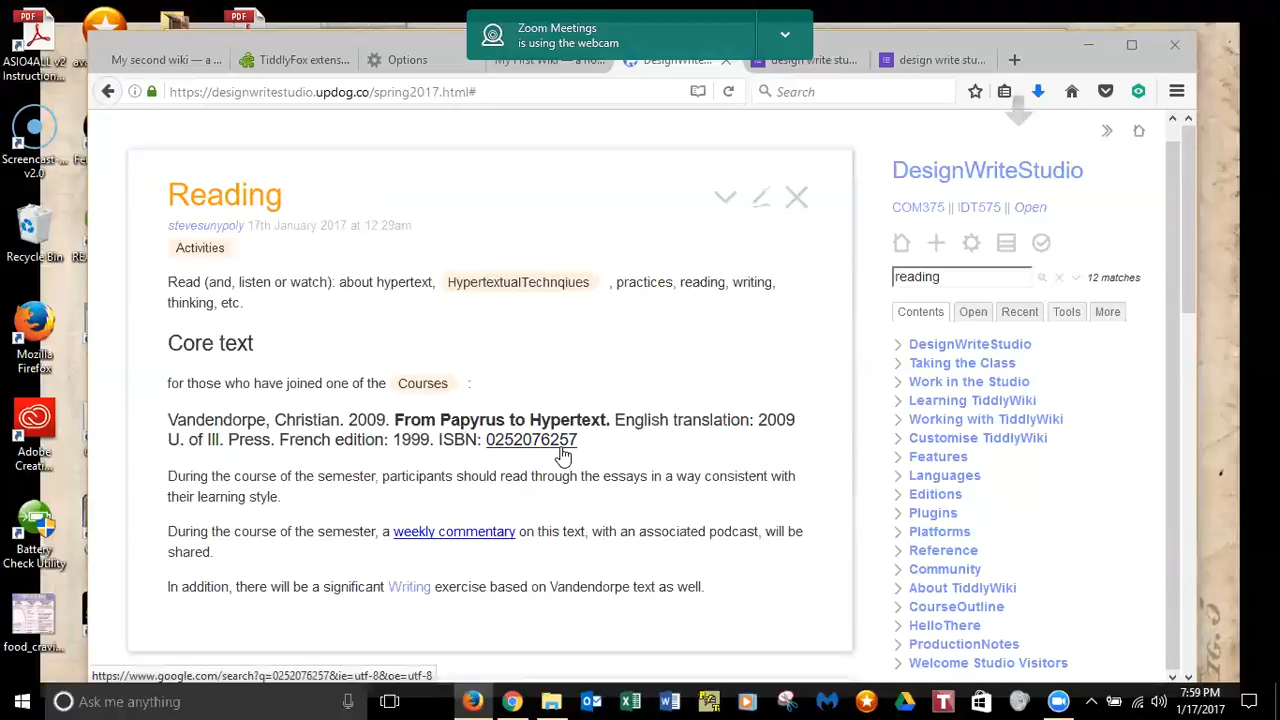 ASIO4ALL v2
Instruction...
Screencast-...
v2.0
Recycle Bin
Mozilla
Firefox
Adobe
Creati...
Battery
Check Utility
food_cravi...
Zoom Meetings
is using the webcam
My second wiki — a ...
TiddlyFox exten...
Options
My First Wiki — a no...
DesignWrite...
design write stu...
design write stu...
https://designwritestudio.updog.co/spring2017.html#
Search
Reading
stevesunypoly 17th January 2017 at 12:29am
Activities
Read (and, listen or watch): about hypertext, HypertextualTechnqiues , practices, reading, writing,
thinking, etc.
Core text
for those who have joined one of the Courses :
Vandendorpe, Christian. 2009. From Papyrus to Hypertext. English translation: 2009
U. of Ill. Press. French edition: 1999. ISBN: 0252076257
During the course of the semester, participants should read through the essays in a way consistent with
their learning style.
During the course of the semester, a weekly commentary on this text, with an associated podcast, will be
shared.
In addition, there will be a significant Writing exercise based on Vandendorpe text as well.
DesignWriteStudio
COM375 || IDT575 || Open
reading
12 matches
Contents
Open
Recent
Tools
More
DesignWriteStudio
Taking the Class
Work in the Studio
Learning TiddlyWiki
Working with TiddlyWiki
Customise TiddlyWiki
Features
Languages
Editions
Plugins
Platforms
Reference
Community
About TiddlyWiki
CourseOutline
HelloThere
ProductionNotes
Welcome Studio Visitors
https://www.google.com/search?q=0252076257&ie=utf-8&oe=utf-8
Ask me anything
7:59 PM
1/17/2017